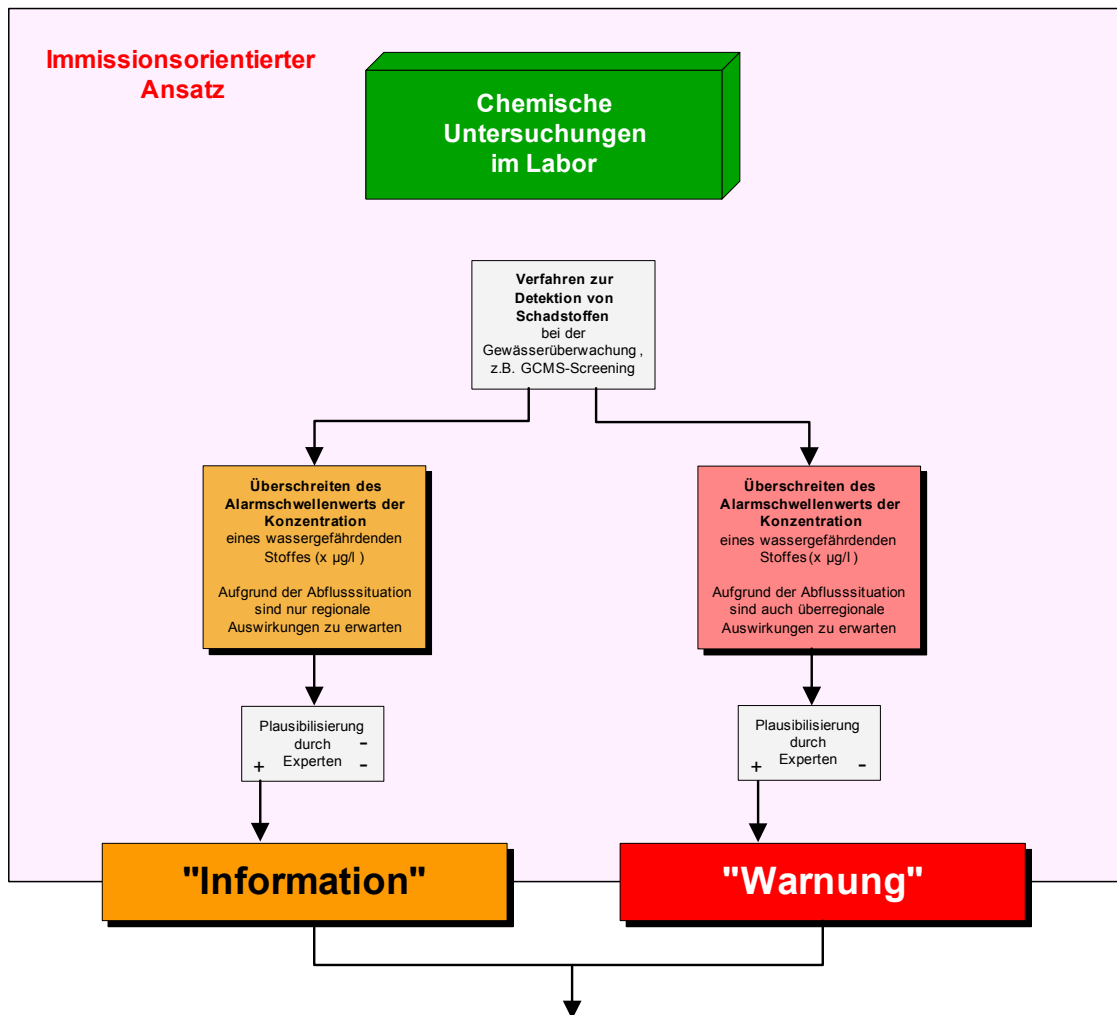 Immissionsorientierter
Ansatz
Chemische
Untersuchungen
im Labor
Verfahren zur
Detektion von
Schadstoffen
bei der
Gewässerüberwachung ,
z.B. GCMS-Screening
Überschreiten des
Alarmschwellenwerts der
Konzentration
eines wassergefährdenden
Stoffes (x µg/l )
Aufgrund der Abflusssituation
sind nur regionale
Auswirkungen zu erwarten
Überschreiten des
Alarmschwellenwerts der
Konzentration
eines wassergefährdenden
Stoffes (x µg/l )
Aufgrund der Abflusssituation
sind auch überregionale
Auswirkungen zu erwarten
Plausibilisierung
durch -
+ Experten -
Plausibilisierung
durch
+ Experten -
"Information"
"Warnung"